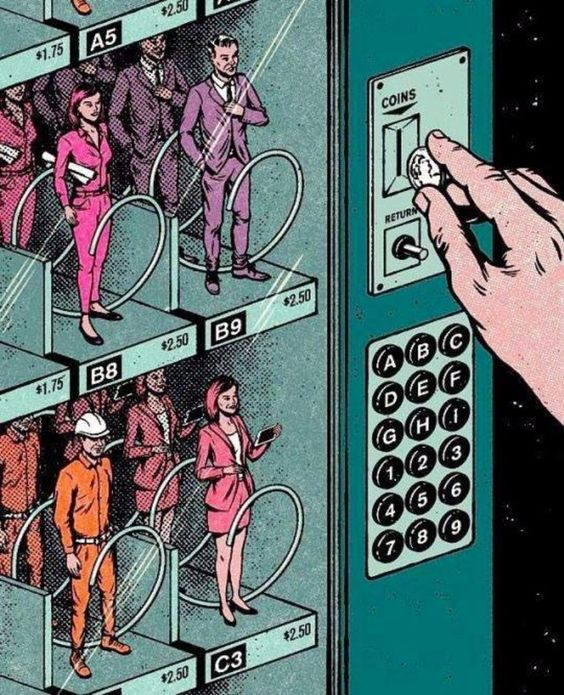 $2.50
$1.75
A5
COINS
RETURN
$2.50
B9
$2.50
B8
$1.75
A B C
D E F
G H I
1 2 3
4 5 6
7 8 9
$2.50
C3
$2.50